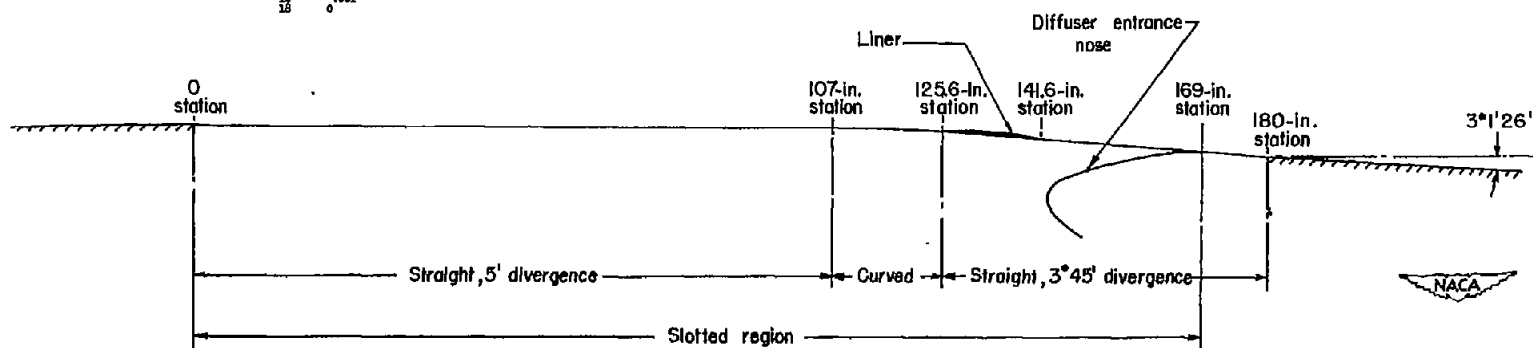 Diffuser entrance
nose
Liner
0
station
107-in.
station
125.6-in.
station
141.6-in.
station
169-in.
station
180-in.
station
3°1'26'
Straight, 5' divergence
Curved
Straight, 3°45' divergence
NACA
Slotted region